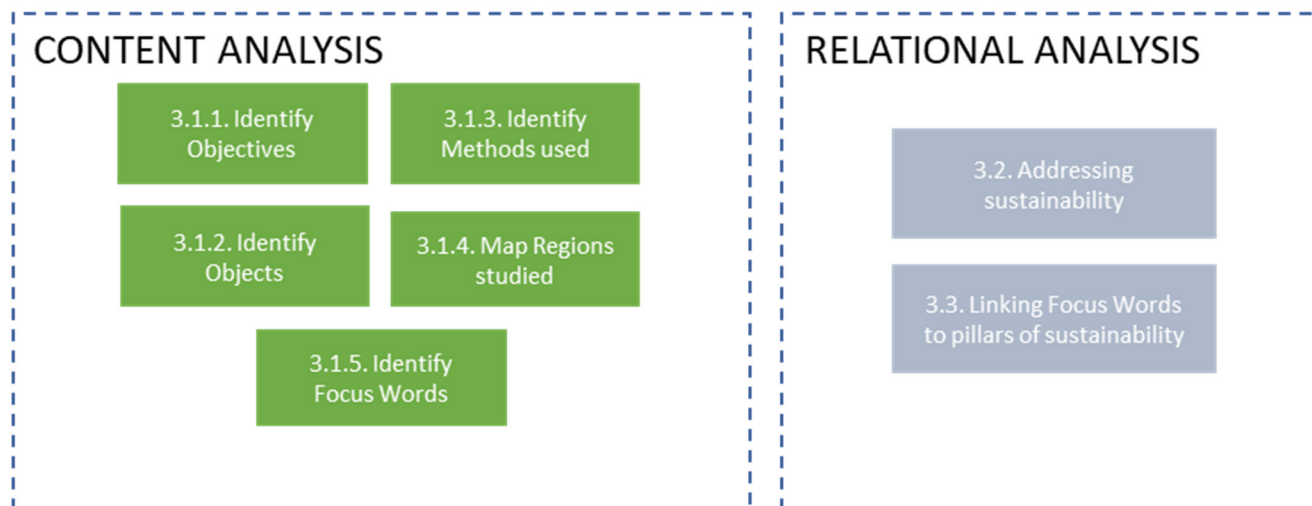 CONTENT ANALYSIS
3.1.1. Identify
Objectives
3.1.3. Identify
Methods used
3.1.2. Identify
Objects
3.1.4. Map Regions
studied
3.1.5. Identify
Focus Words
RELATIONAL ANALYSIS
3.2. Addressing
sustainability
3.3. Linking Focus Words
to pillars of sustainability